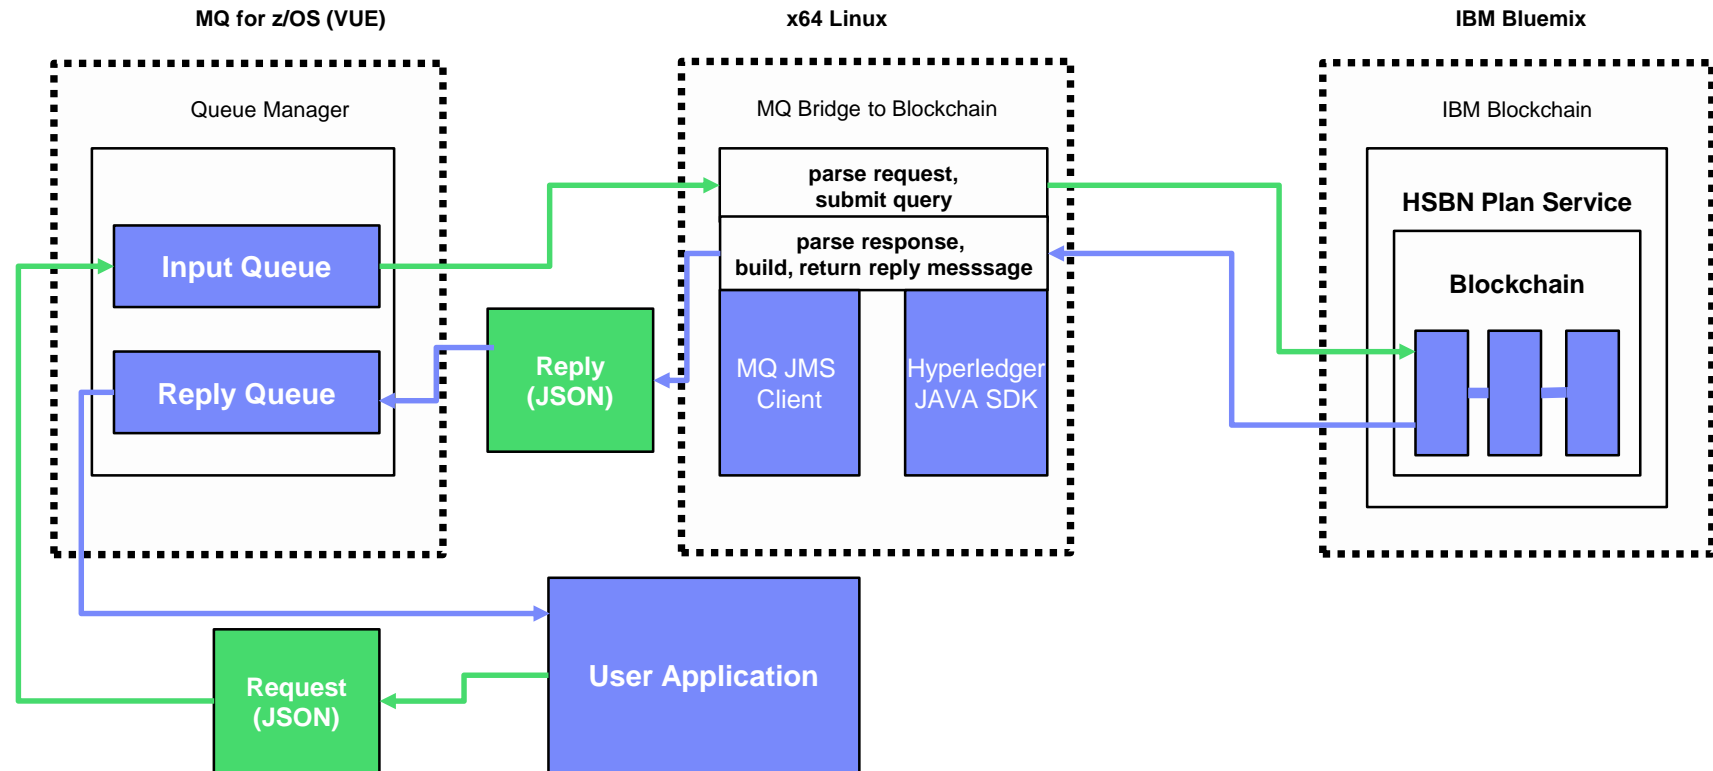 MQ for z/OS (VUE)
x64 Linux
IBM Bluemix
Queue Manager
MQ Bridge to Blockchain
IBM Blockchain
parse request,
submit query
HSBN Plan Service
parse response,
build, return reply messsage
Input Queue
Blockchain
Reply
(JSON)
MQ JMS
Client
Hyperledger
JAVA SDK
Reply Queue
User Application
Request
(JSON)